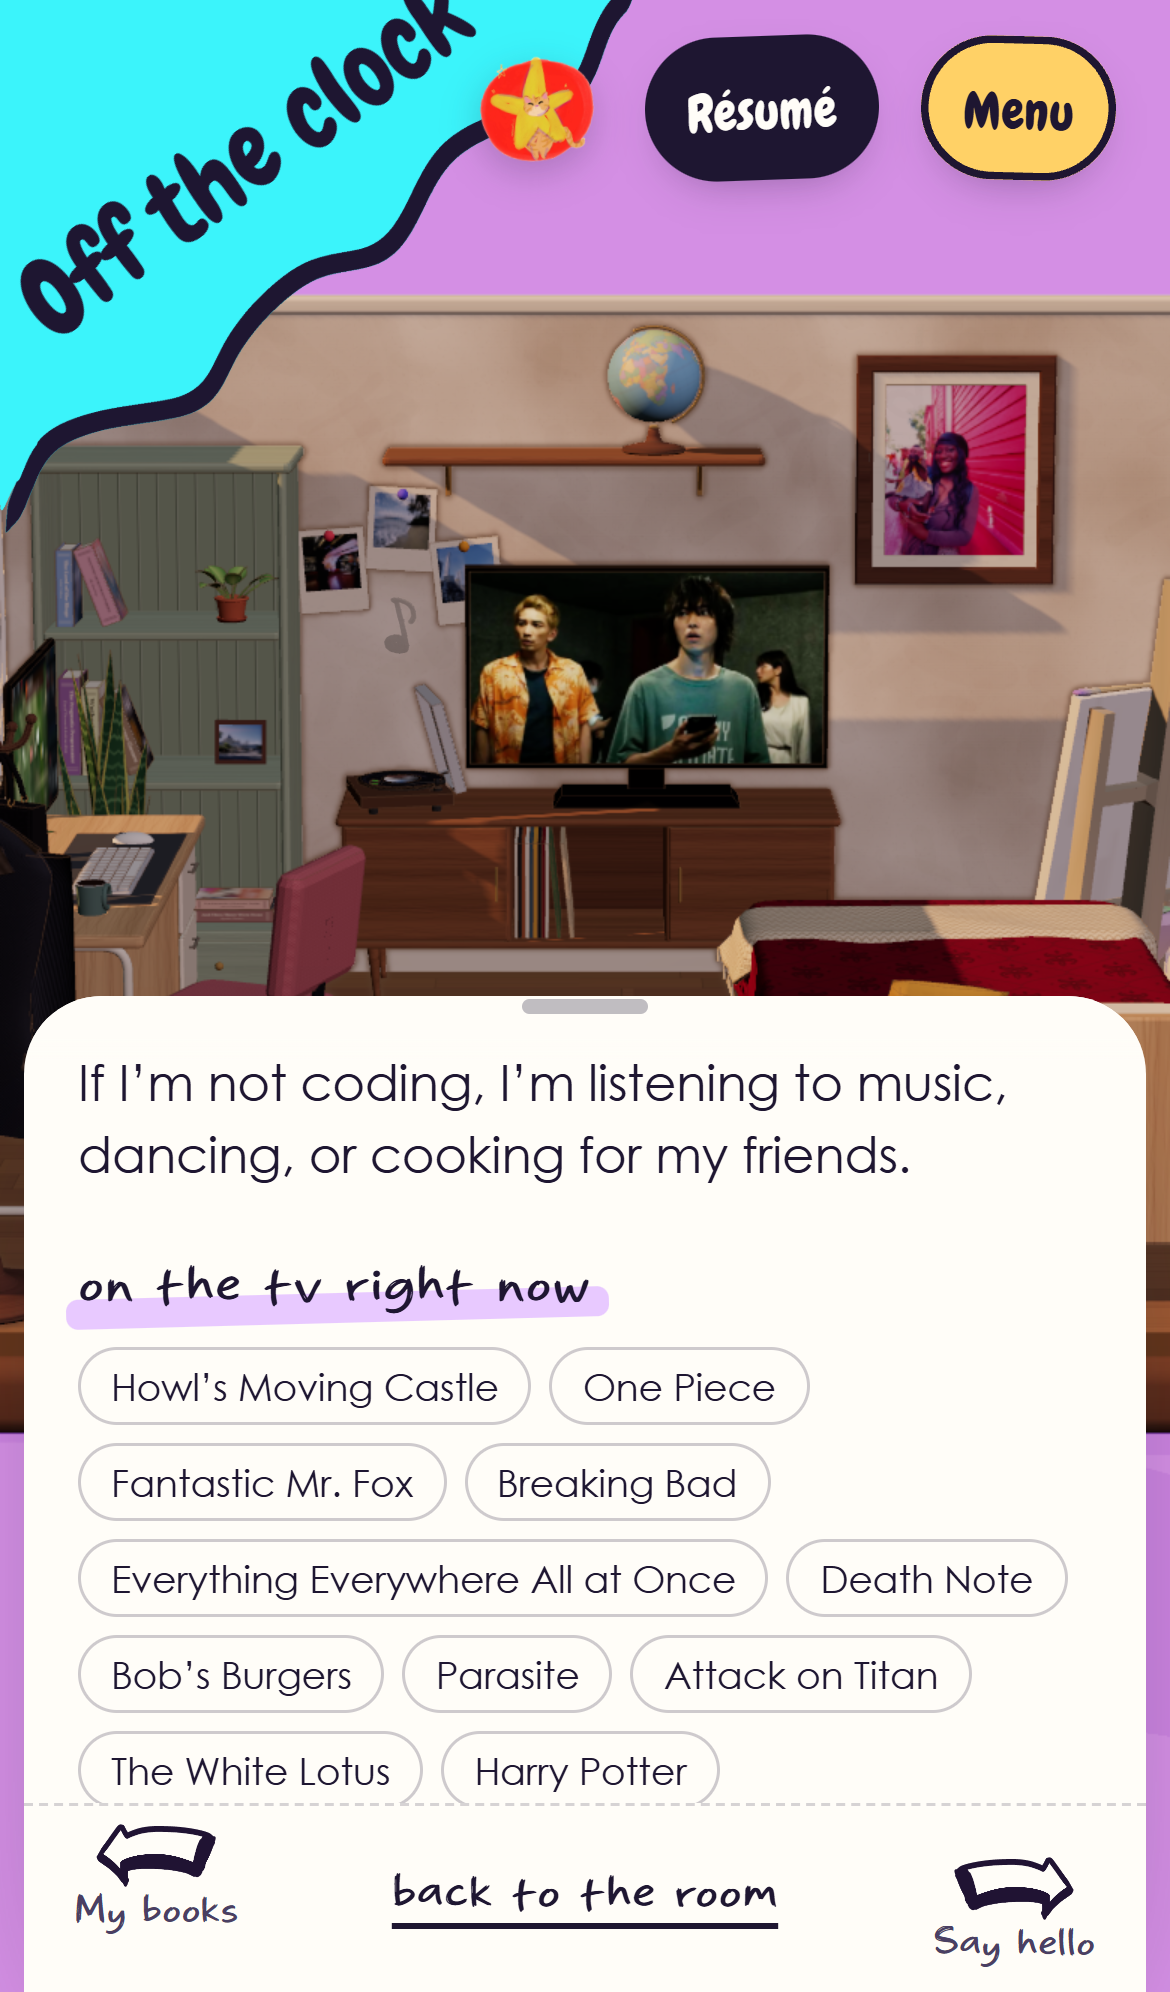 Off the clock
Résumé
Menu
If I’m not coding, I’m listening to music,
dancing, or cooking for my friends.
on the tv right now
Howl’s Moving Castle
One Piece
Fantastic Mr. Fox
Breaking Bad
Everything Everywhere All at Once
Death Note
Bob’s Burgers
Parasite
Attack on Titan
The White Lotus
Harry Potter
My books
back to the room
Say hello